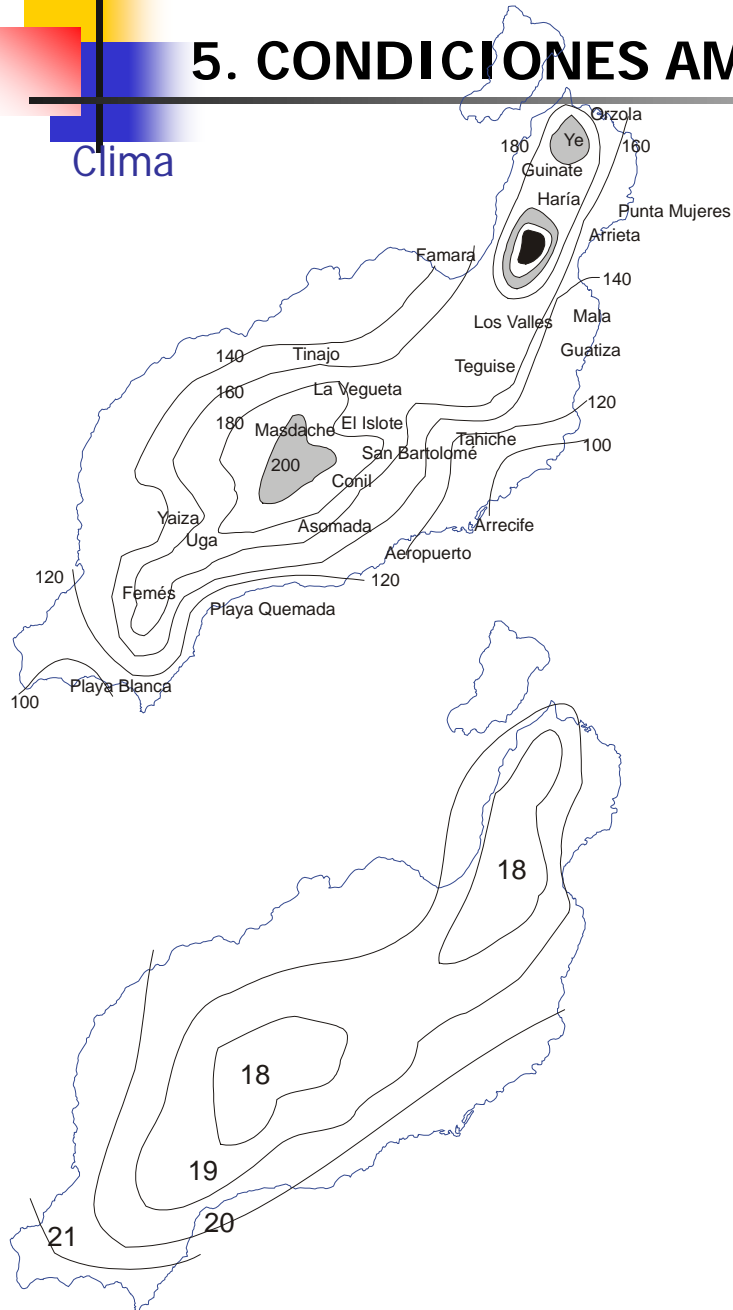 5. CONDICIONES AM
Clima
Orzola
180
Ye
160
Guinate
Haría
Punta Mujeres
Arrieta
Famara
140
Los Valles
Mala
Guatiza
140
Tinajo
Teguise
160
La Vegueta
120
180
Masdache
El Islote
Tahiche
100
San Bartolomé
200
Conil
Yaiza
Asomada
Arrecife
Uga
Aeropuerto
120
120
Femés
Playa Quemada
Playa Blanca
100
18
18
19
20
21